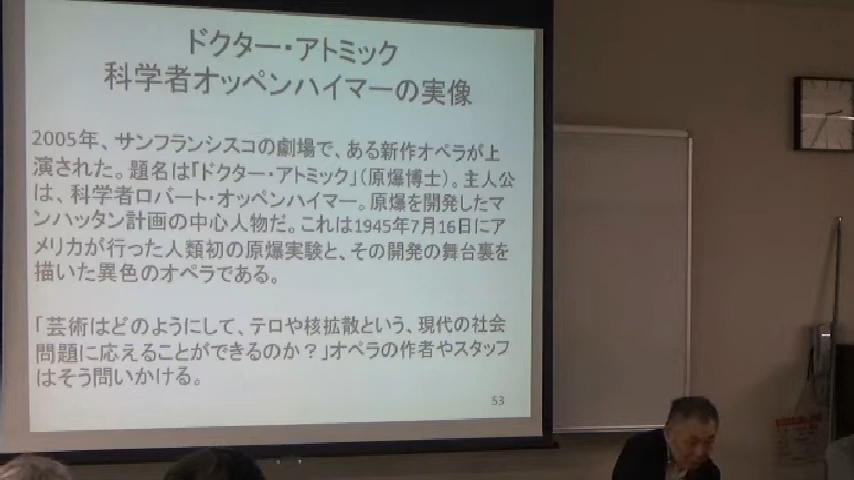 ドクター・アトミック
科学者オッペンハイマーの実像
2005年、サンフランシスコの劇場で、ある新作オペラが上
演された。題名は「ドクター・アトミック」(原爆博士)。主人公
は、科学者ロバート・オッペンハイマー。原爆を開発したマ
ンハッタン計画の中心人物だ。これは1945年7月16日にア
メリカが行った人類初の原爆実験と、その開発の舞台裏を
描いた異色のオペラである。
「芸術はどのようにして、テロや核拡散という、現代の社会
問題に応えることができるのか?」オペラの作者やスタッフ
はそう問いかける。
53